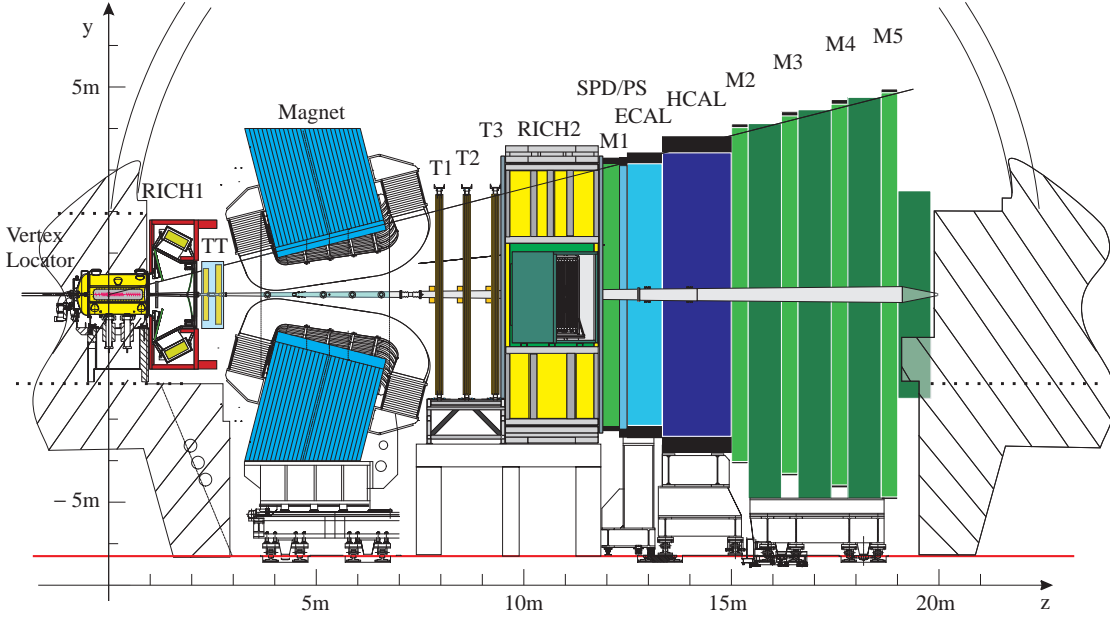 y
M5
M4
M3
M2
5m
SPD/PS
HCAL
ECAL
Magnet
T3
RICH2
M1
T2
T1
RICH1
Vertex
Locator
TT
– 5m
5m
10m
15m
20m
z